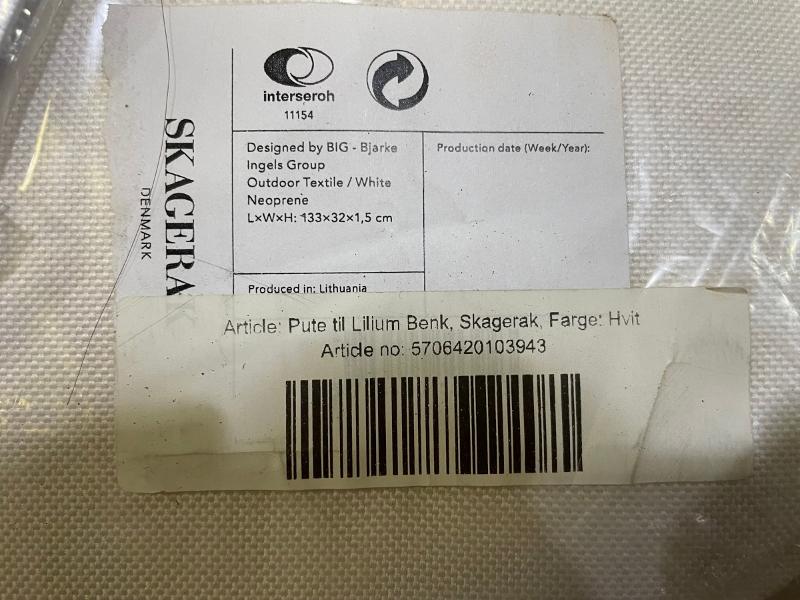 interseroh
11154
Designed by BIG - Bjarke
Ingels Group
Outdoor Textile / White
Neoprene
L×W×H: 133×32×1,5 cm
Production date (Week/Year):
Produced in: Lithuania
SKAGERA
DENMARK
Article: Pute til Lilium Benk, Skagerak, Farge: Hvit
Article no: 5706420103943